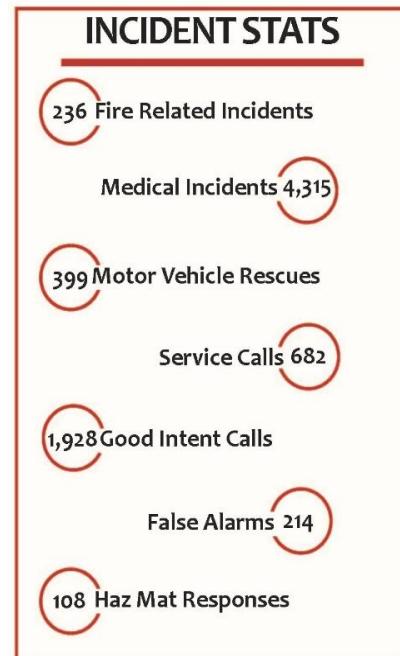 INCIDENT STATS
236 Fire Related Incidents
Medical Incidents 4,315
399 Motor Vehicle Rescues
Service Calls 682
1,928 Good Intent Calls
False Alarms 214
108 Haz Mat Responses